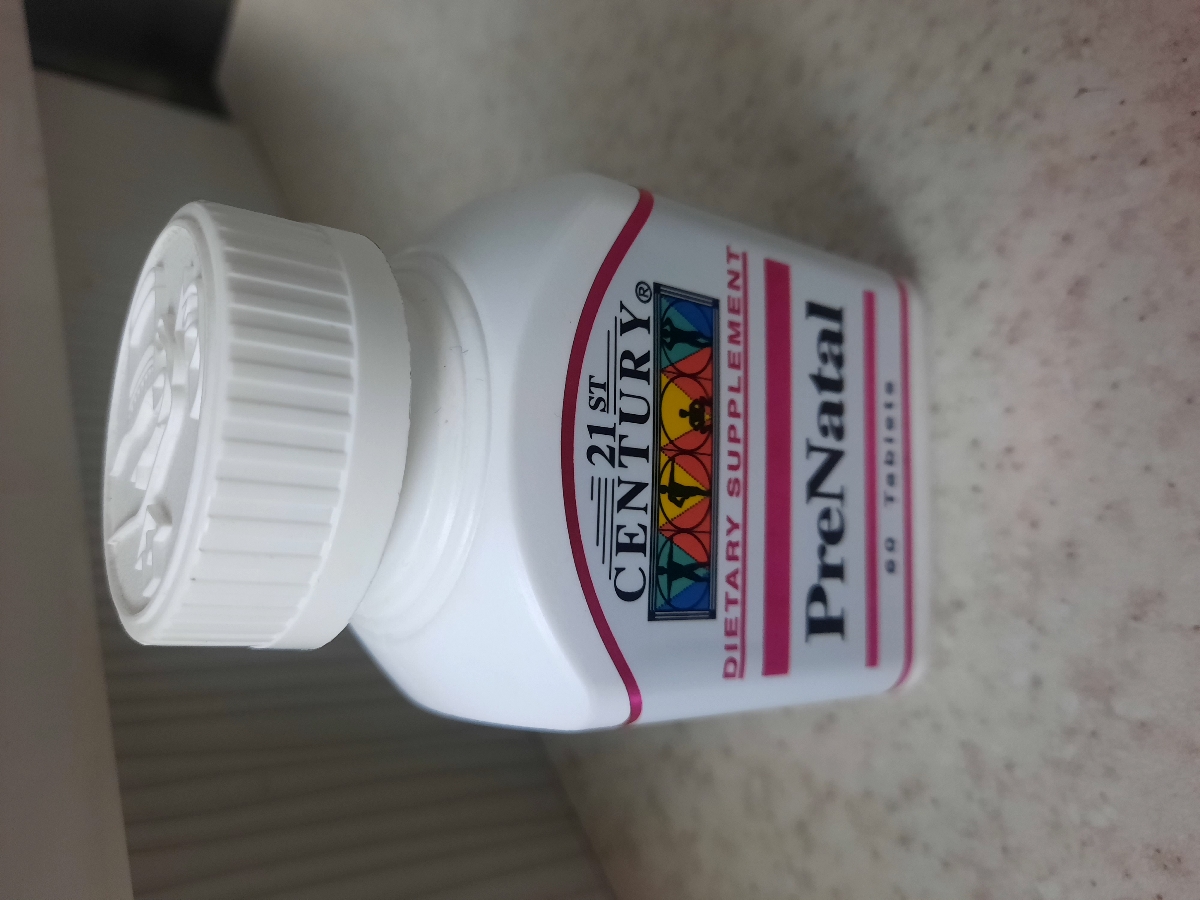 21ST
CENTURY®
DIETARY SUPPLEMENT
PreNatal
60 Tablets